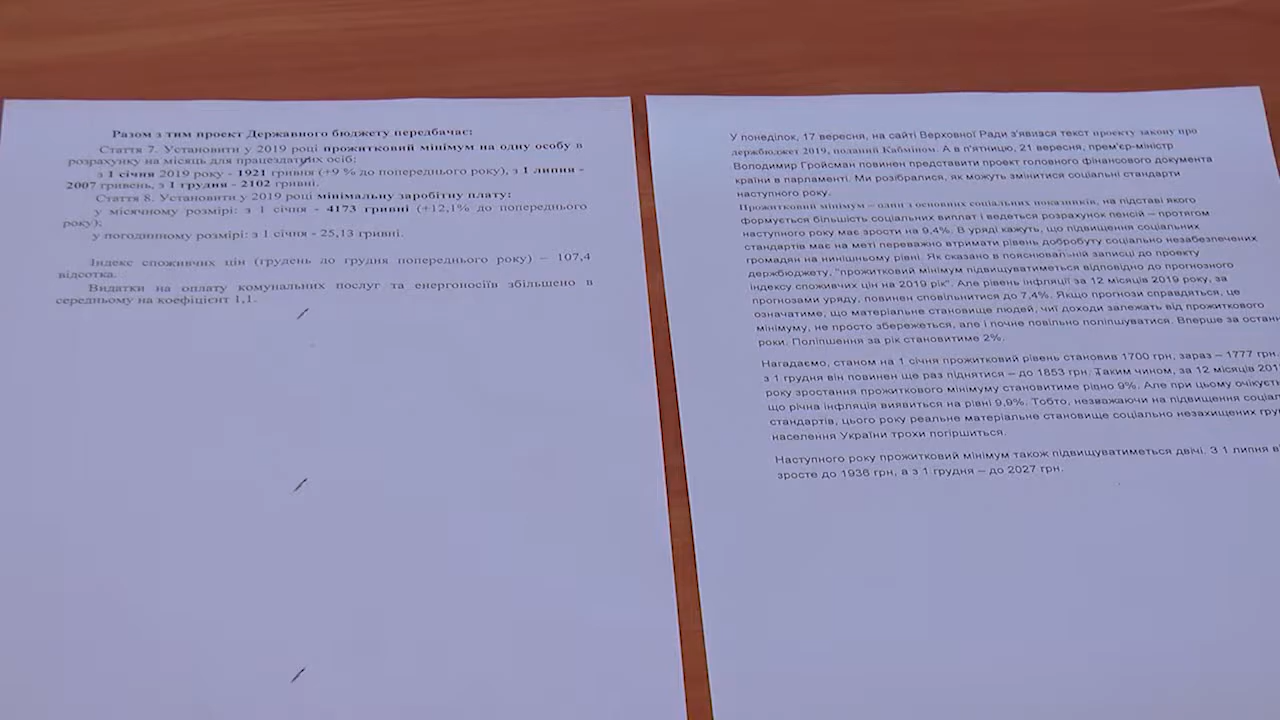 Разом з тим проект Державного бюджету передбачає:
Стаття 7. Установити у 2019 році прожитковий мінімум на одну особу в
розрахунку на місяць для працездатних осіб:
з 1 січня 2019 року - 1921 гривня (+9 % до попереднього року), з 1 липня -
2007 гривень, з 1 грудня - 2102 гривні.
Стаття 8. Установити у 2019 році мінімальну заробітну плату:
у місячному розмірі: з 1 січня - 4173 гривні (+12,1% до попереднього
року);
у погодинному розмірі: з 1 січня - 25,13 гривні.
Індекс споживчих цін (грудень до грудня попереднього року) – 107,4
відсотка.
Видатки на оплату комунальних послуг та енергоносіїв збільшено в
середньому на коефіцієнт 1,1.
У понеділок, 17 вересня, на сайті Верховної Ради з'явизся текст проекту закону про
держбюджет 2019, поданий Кабміном. А в п'ятницю, 21 вересня, прем'єр-міністр
Володимир Гройсман повинен представити проект головного фінансового документа
країни в парламенті. Ми розібралися, як можуть змінитися соціальні стандарти
наступного року.
Прожитковий мінімум – один з основних соціальних показників, на підставі якого
формується більшість соціальних виплат і ведеться розрахунок пенсій – протягом
наступного року має зрости на 9,4%. В уряді кажуть, що підвищення соціальних
стандартів має на меті переважно втримати рівень добробуту соціально незабезпечених
громадян на нинішньому рівні. Як сказано в пояснювальній записці до проекту
держбюджету, "прожитковий мінімум підвищуватиметься відповідно до прогнозного
індексу споживчих цін на 2019 рік". Але рівень інфляції за 12 місяців 2019 року, за
прогнозами уряду, повинен сповільнитися до 7,4%. Якщо прогнози справдяться, це
означатиме, що матеріальне становище людей, чиї доходи залежать від прожиткового
мінімуму, не просто збережеться, але і почне повільно поліпшуватися. Вперше за останн
роки. Поліпшення за рік становитиме 2%.
Нагадаємо, станом на 1 січня прожитковий рівень становив 1700 грн, зараз – 1777 грн.
з 1 грудня він повинен ще раз піднятися – до 1853 грн. Таким чином, за 12 місяців 201
року зростання прожиткового мінімуму становитиме рівно 9%. Але при цьому очікуєть
що річна інфляція виявиться на рівні 9,9%. Тобто, незважаючи на підвищення соціал
стандартів, цього року реальне матеріальне становище соціально незахищених гру
населення України трохи погіршиться.
Наступного року прожитковий мінімум також підвищуватиметься двічі. З 1 липня в
зросте до 1936 грн, а з 1 грудня – до 2027 грн.